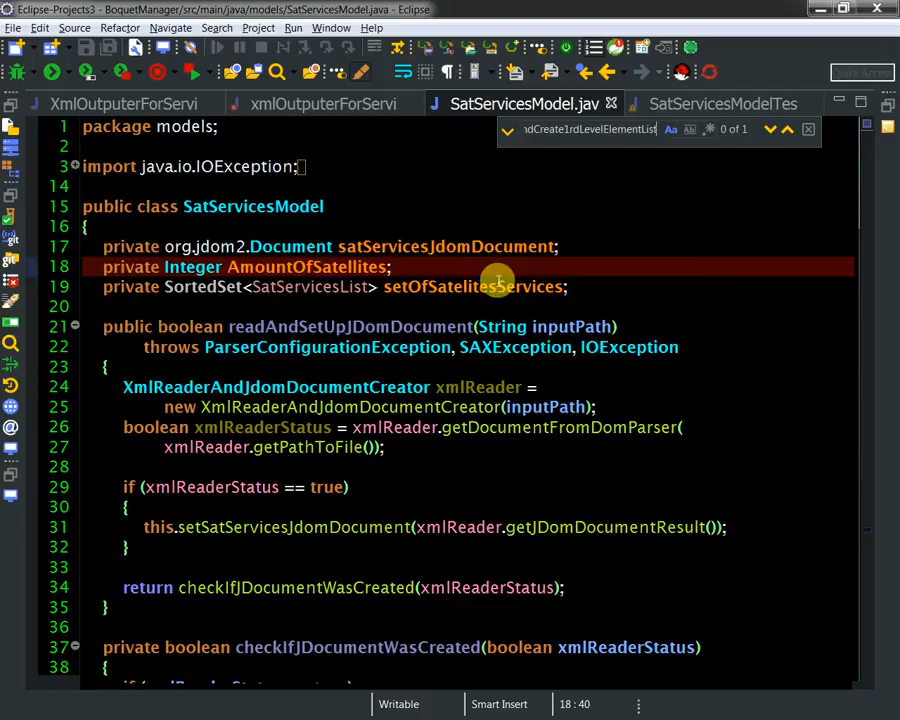 Eclipse-Projects3 - BoquetManager/src/main/java/models/SatServicesModel.java - Eclipse
File Edit Source Refactor Navigate Search Project Run Window Help
Quick Access
XmlOutputerForServi xmlOutputerForServi SatServicesModel.jav SatServicesModelTes
ndCreate1rdLevelElementList Aa Ab 0 of 1
1 package models;
2
3 import java.io.IOException;
14
15 public class SatServicesModel
16 {
17 private org.jdom2.Document satServicesJdomDocument;
18 private Integer AmountOfSatellites;
19 private SortedSet<SatServicesList> setOfSatelitesServices;
20
21 public boolean readAndSetUpJDomDocument(String inputPath)
22 throws ParserConfigurationException, SAXException, IOException
23 {
24 XmlReaderAndJdomDocumentCreator xmlReader =
25 new XmlReaderAndJdomDocumentCreator(inputPath);
26 boolean xmlReaderStatus = xmlReader.getDocumentFromDomParser(
27 xmlReader.getPathToFile());
28
29 if (xmlReaderStatus == true)
30 {
31 this.setSatServicesJdomDocument(xmlReader.getJDomDocumentResult());
32 }
33
34 return checkIfJDocumentWasCreated(xmlReaderStatus);
35 }
36
37 private boolean checkIfJDocumentWasCreated(boolean xmlReaderStatus)
38 {
Writable Smart Insert 18 : 40